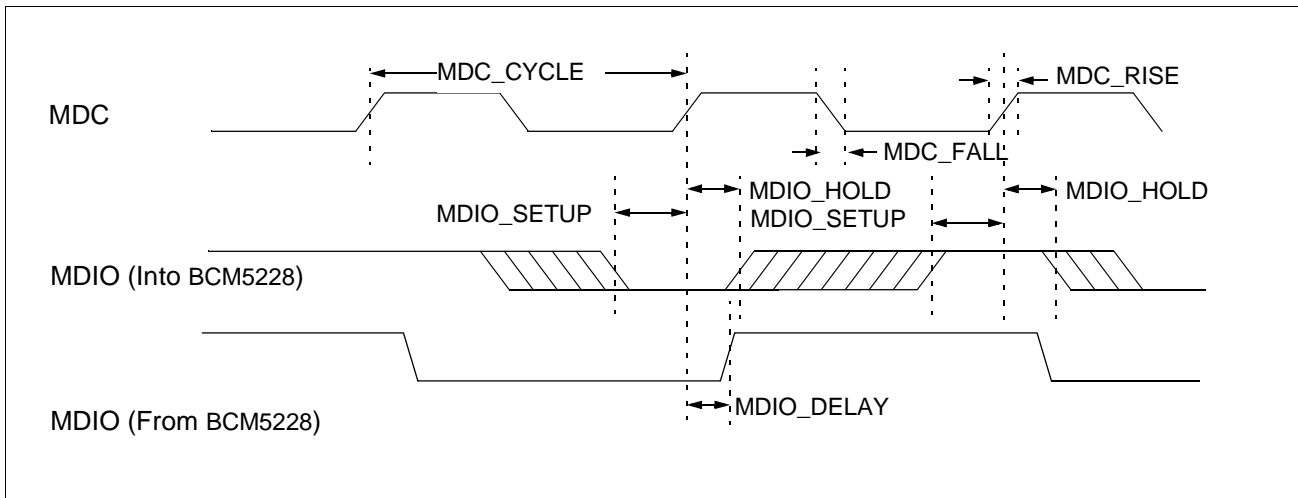 MDC_CYCLE
MDC_RISE
MDC
MDC_FALL
MDIO_HOLD
MDIO_HOLD
MDIO_SETUP
MDIO_SETUP
MDIO (Into BCM5228)
MDIO_DELAY
MDIO (From BCM5228)